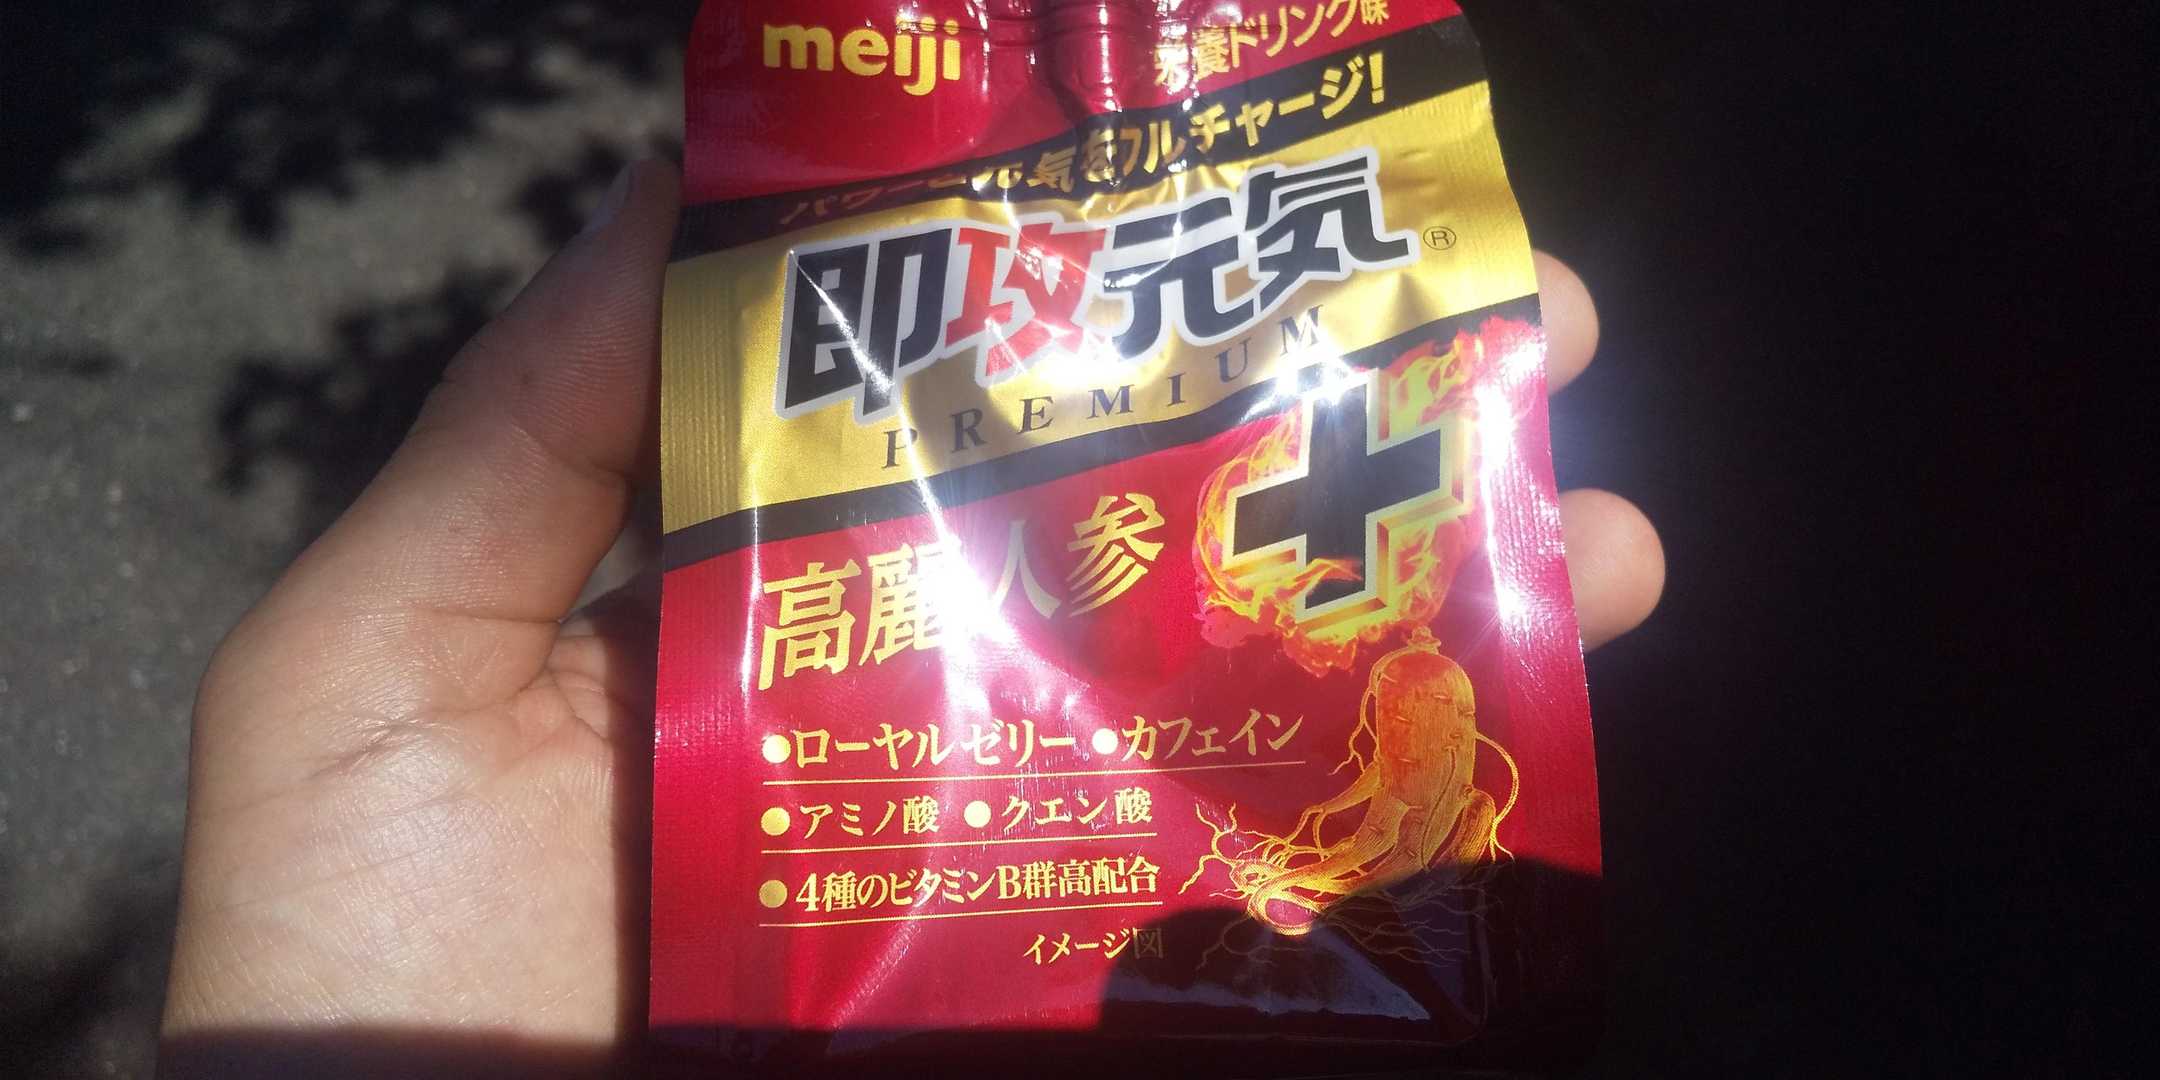 meiji
栄養ドリンク味
パワーと元気をフルチャージ!
即攻元気®
PREMIUM
高麗人参+
●ローヤルゼリー ●カフェイン
●アミノ酸 ●クエン酸
●4種のビタミンB群高配合
イメージ図